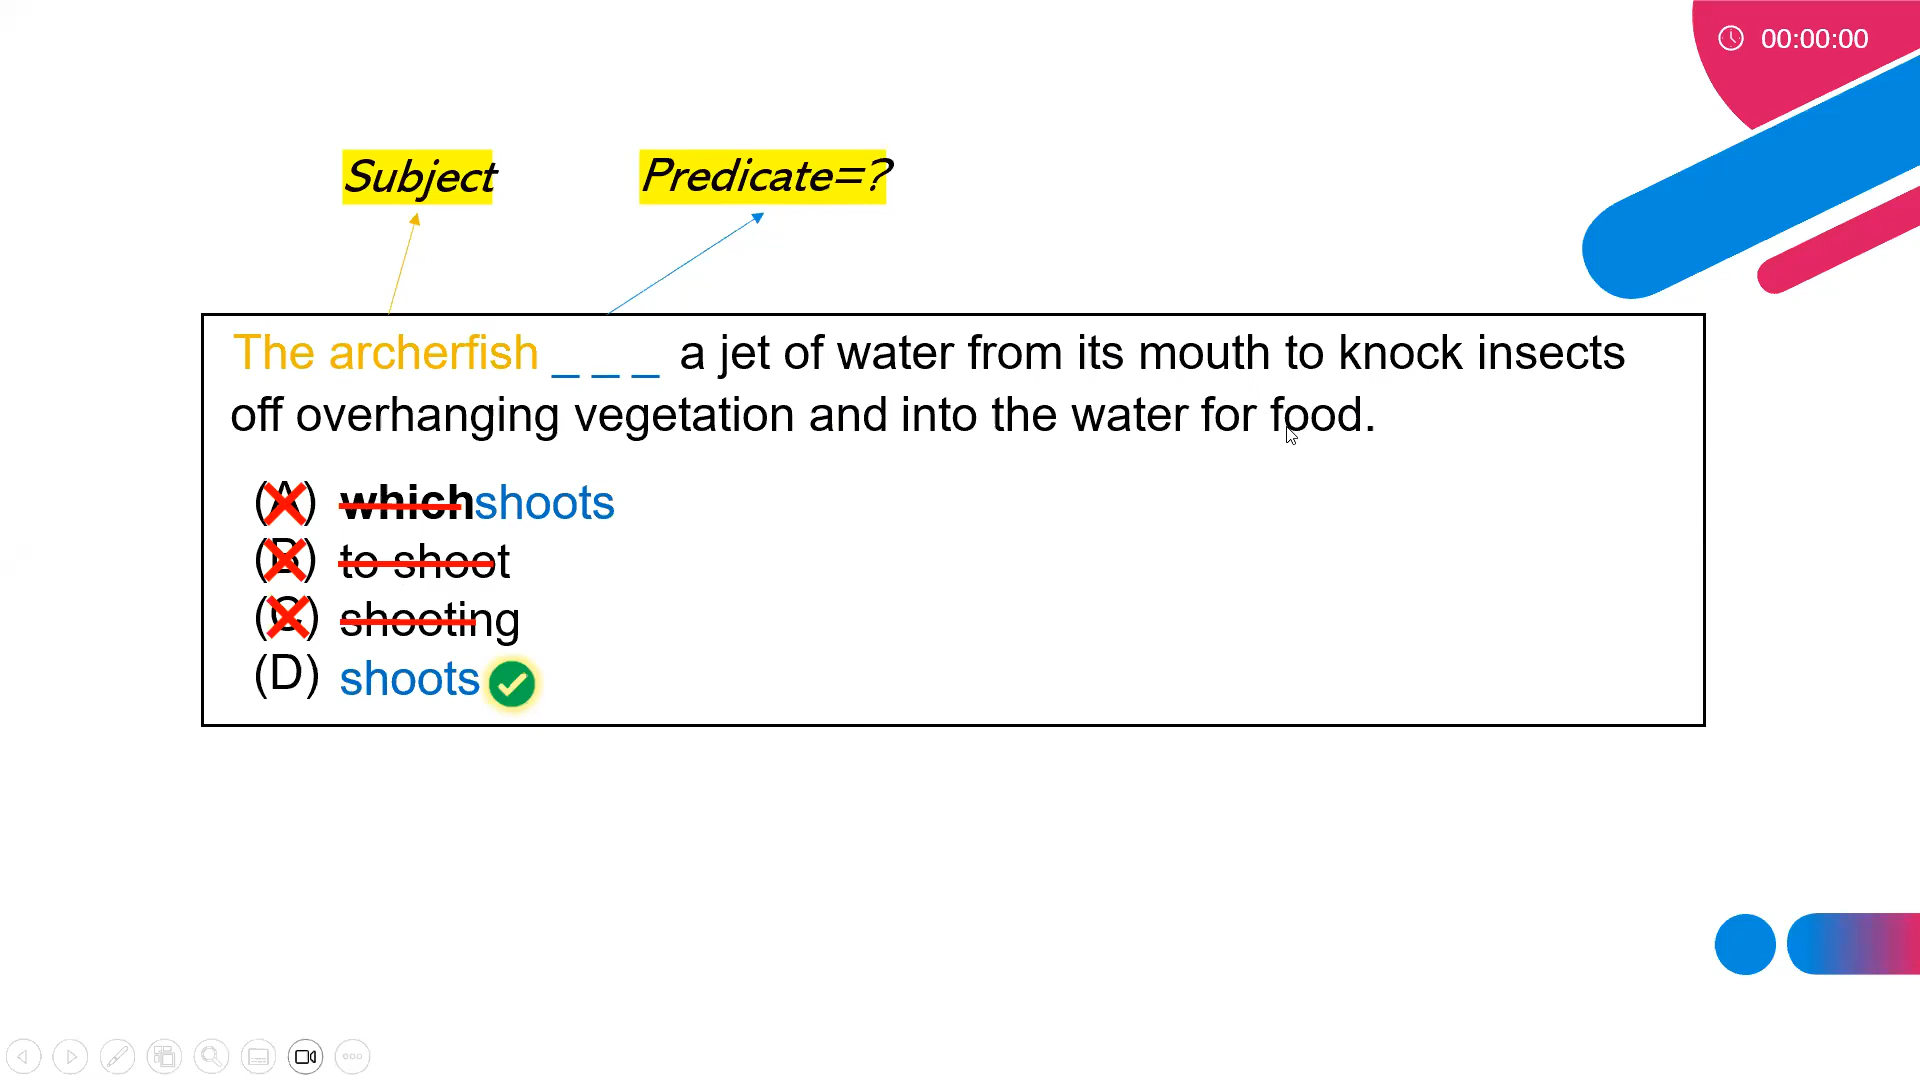 00:00:00
Subject Predicate=?
The archerfish _ _ _ a jet of water from its mouth to knock insects
off overhanging vegetation and into the water for food.
(A) whichshoots
(B) to shoot
(C) shooting
(D) shoots